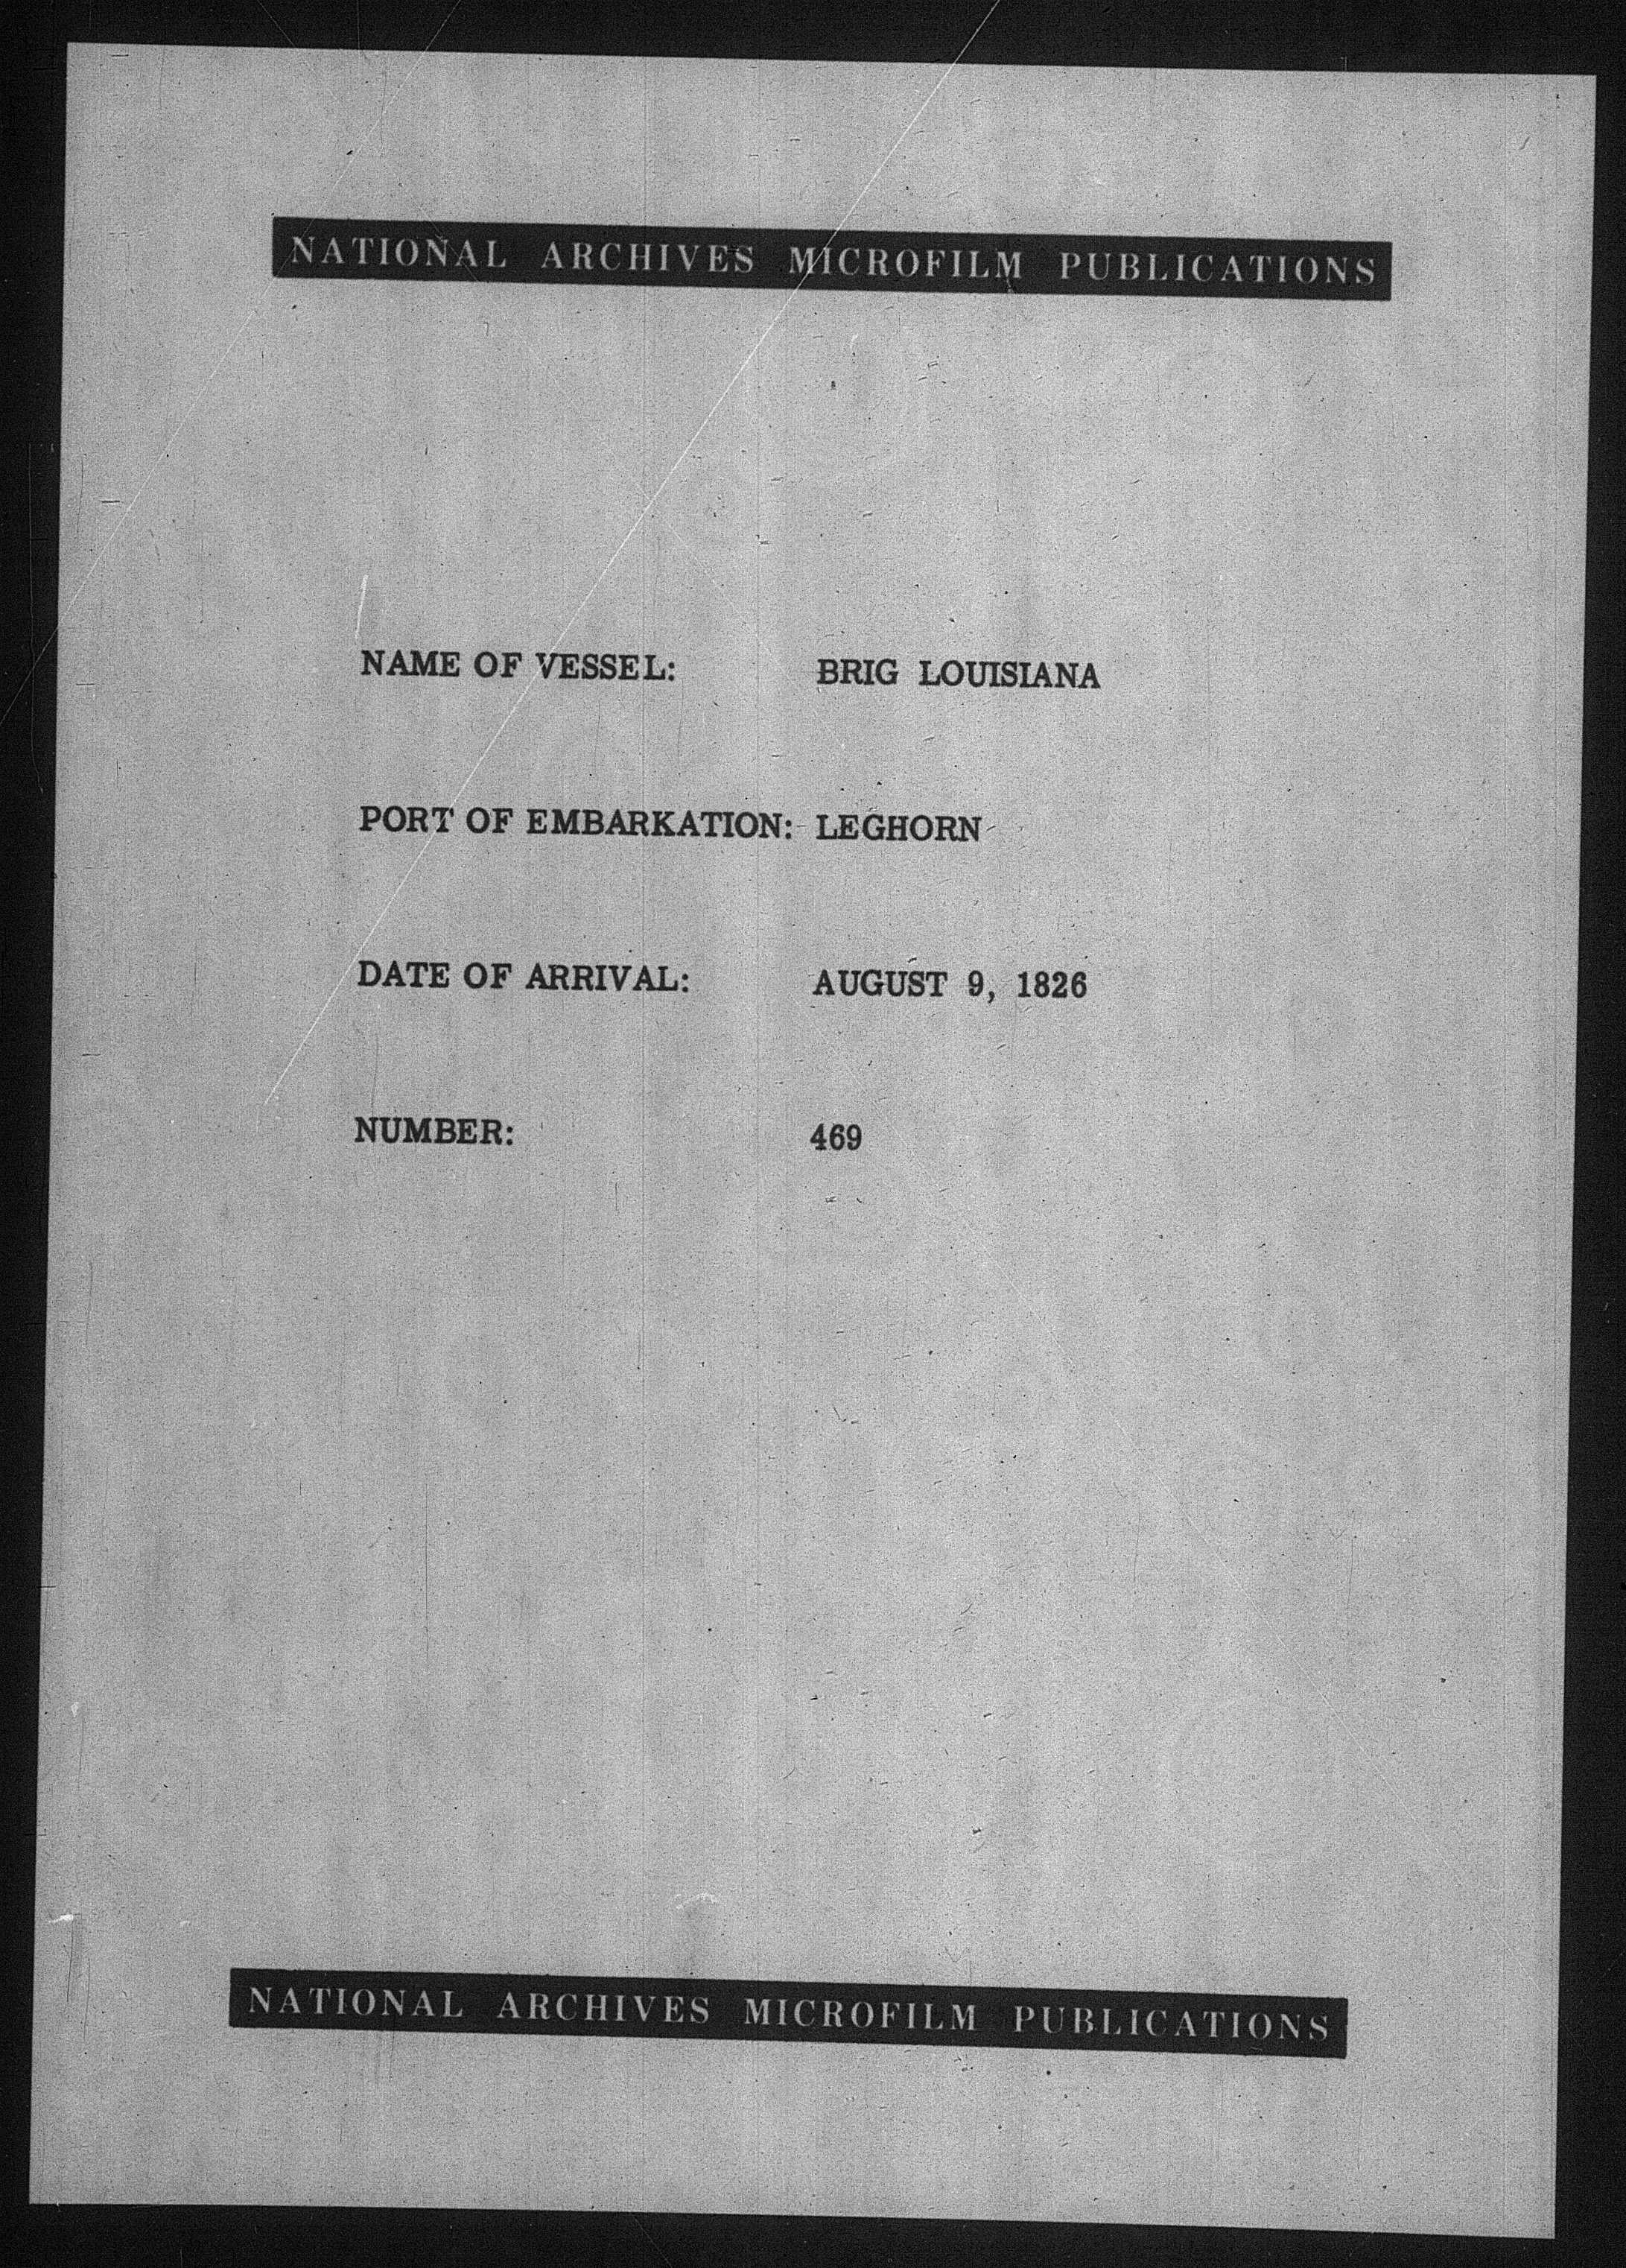 NATIONAL ARCHIVES MICROFILM PUBLICATIONS
NAME OF VESSEL: BRIG LOUISIANA
PORT OF EMBARKATION: LEGHORN
DATE OF ARRIVAL: AUGUST 9, 1826
NUMBER: 469
NATIONAL ARCHIVES MICROFILM PUBLICATIONS